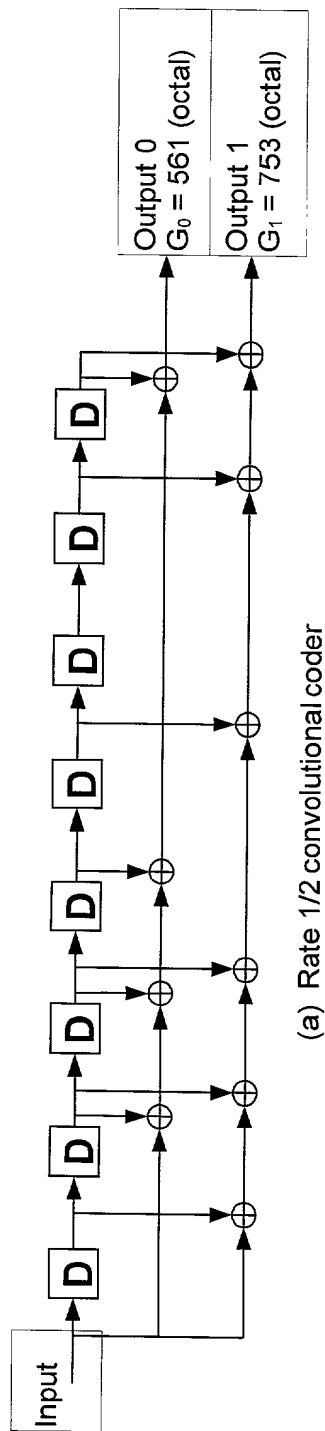 Input
D
D
D
D
D
D
D
D
Output 0
G₀ = 561 (octal)
Output 1
G₁ = 753 (octal)
(a) Rate 1/2 convolutional coder